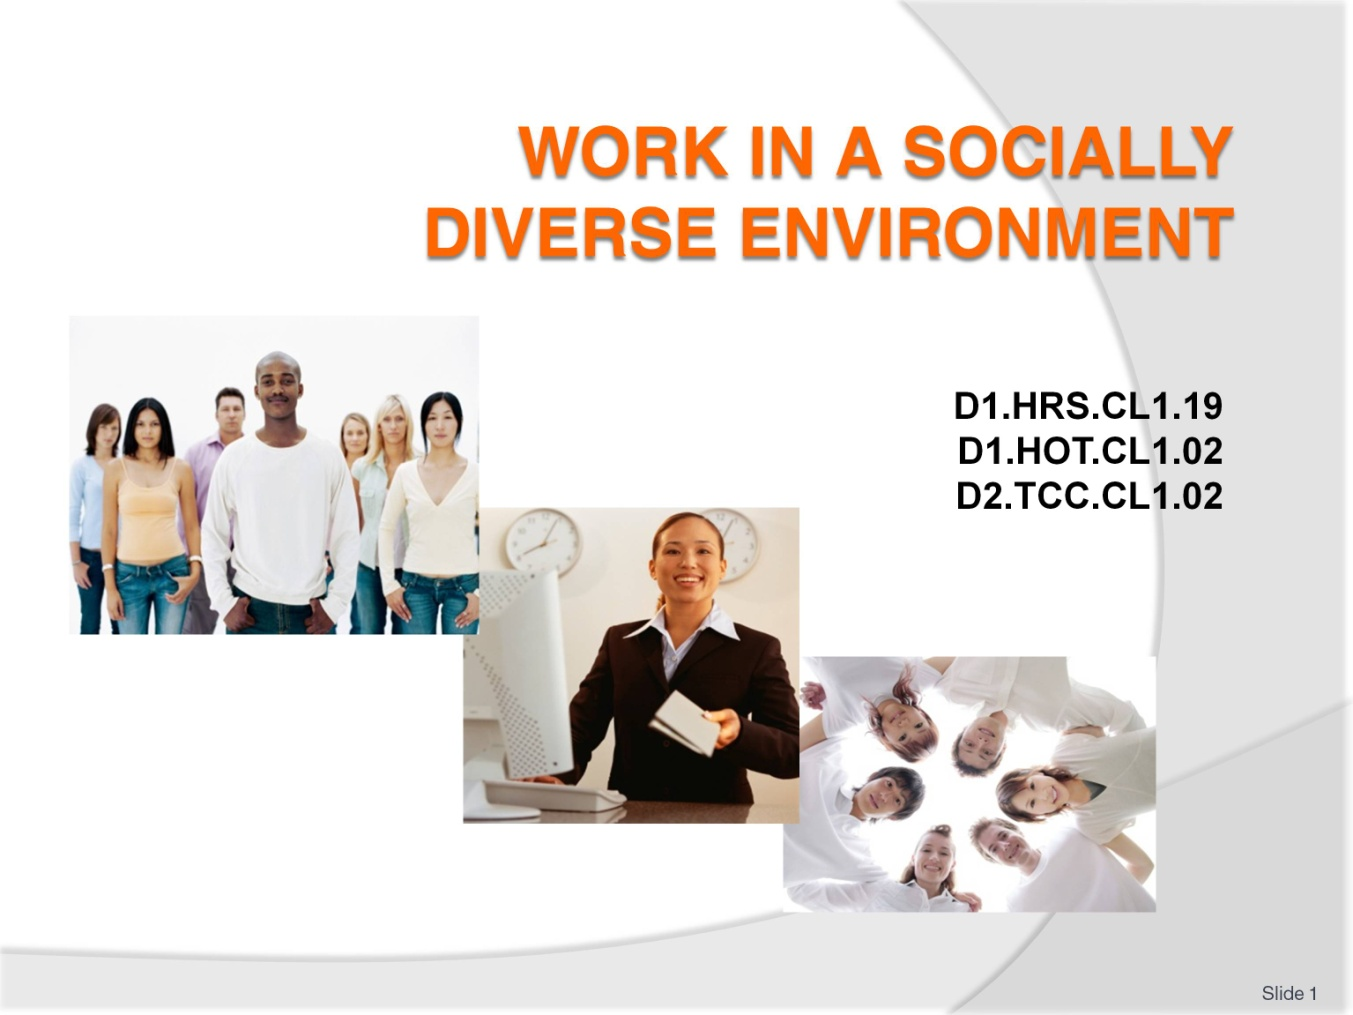 WORK IN A SOCIALLY
DIVERSE ENVIRONMENT
D1.HRS.CL1.19
D1.HOT.CL1.02
D2.TCC.CL1.02
Slide 1